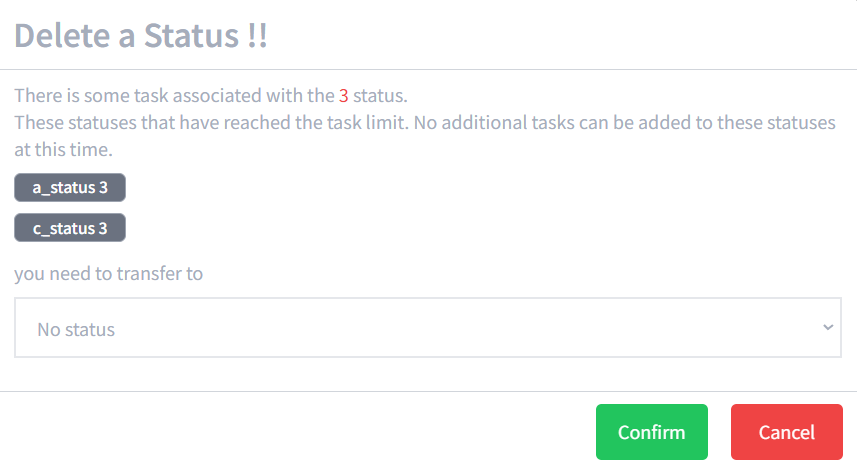 Delete a Status !!
There is some task associated with the 3 status.
These statuses that have reached the task limit. No additional tasks can be added to these statuses
at this time.
a_status 3
c_status 3
you need to transfer to
No status
Confirm Cancel